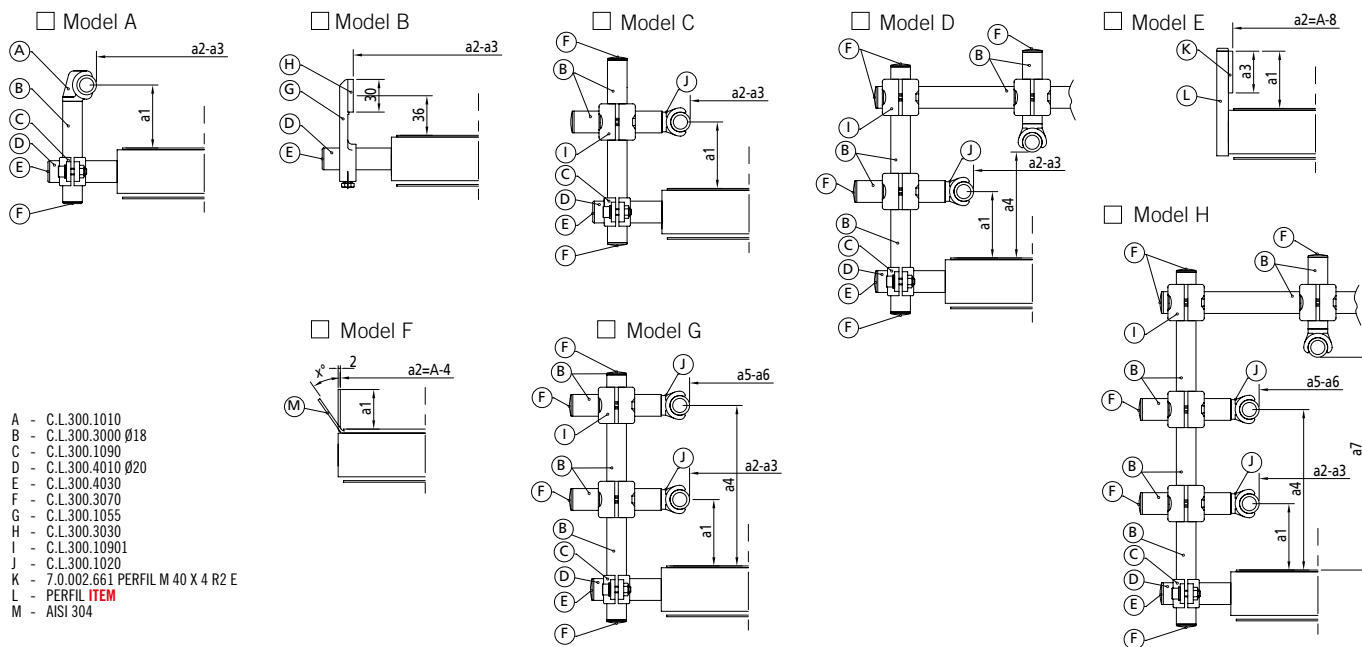 ☐ Model A
A
B
C
D
E
F
a2-a3
a1
☐ Model B
H
G
D
E
a2-a3
30
36
☐ Model C
F
B
J
a2-a3
I
a1
C
D
E
F
☐ Model D
F
B
F
I
B
J
F
a2-a3
B
a1
a4
C
D
E
F
☐ Model E
K
L
a2=A-8
a3
a1
☐ Model F
x°
2
a2=A-4
M
a1
☐ Model G
F
B
J
a5-a6
F
I
B
J
a2-a3
F
a4
a1
B
C
D
E
F
☐ Model H
F
F
B
I
B
J
a5-a6
F
B
J
a2-a3
F
a7
a4
a1
B
C
D
E
F
A - C.L.300.1010
B - C.L.300.3000 Ø18
C - C.L.300.1090
D - C.L.300.4010 Ø20
E - C.L.300.4030
F - C.L.300.3070
G - C.L.300.1055
H - C.L.300.3030
I - C.L.300.10901
J - C.L.300.1020
K - 7.0.002.661 PERFIL M 40 X 4 R2 E
L - PERFIL ITEM
M - AISI 304